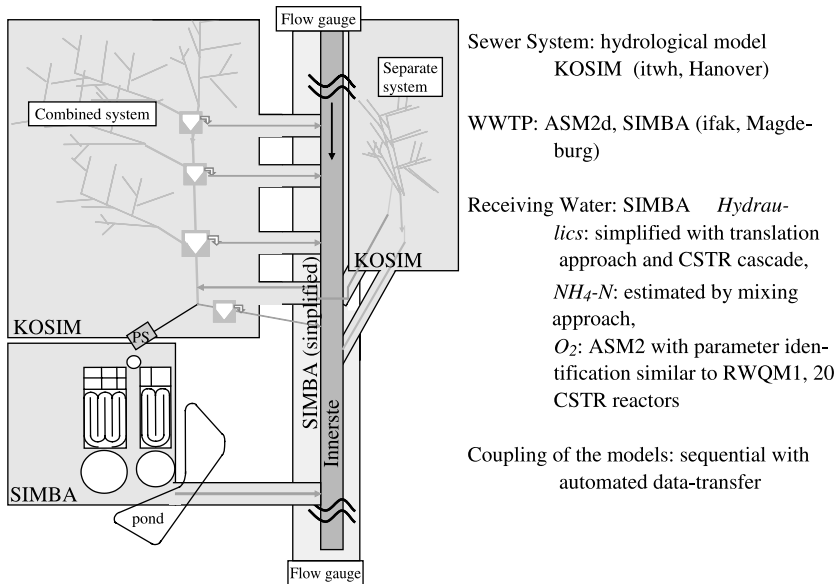 Flow gauge
Separate
system
Combined system
KOSIM
KOSIM
PS
SIMBA (simplified)
Innerste
SIMBA
pond
Flow gauge
Sewer System: hydrological model
KOSIM (itwh, Hanover)
WWTP: ASM2d, SIMBA (ifak, Magde-
burg)
Receiving Water: SIMBA Hydrau-
lics: simplified with translation
approach and CSTR cascade,
NH4-N: estimated by mixing
approach,
O2: ASM2 with parameter iden-
tification similar to RWQM1, 20
CSTR reactors
Coupling of the models: sequential with
automated data-transfer